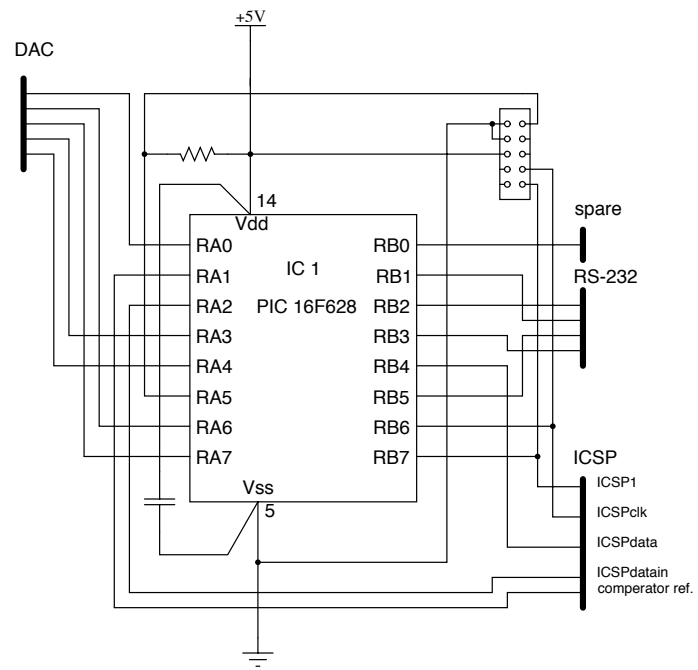 +5V
DAC
14
Vdd
spare
RA0
IC 1
RB0
RA1
RB1
RS-232
RA2
PIC 16F628
RB2
RA3
RB3
RA4
RB4
RA5
RB5
RA6
RB6
RA7
RB7
ICSP
Vss
ICSP1
5
ICSPclk
ICSPdata
ICSPdatain
comperator ref.